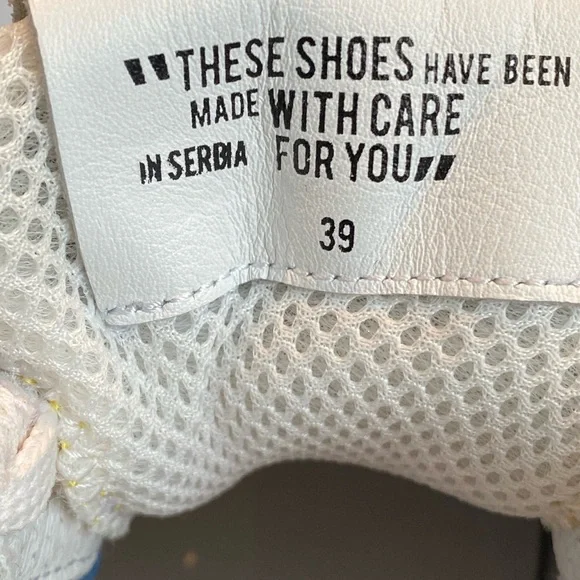 "THESE SHOES HAVE BEEN
MADE WITH CARE
IN SERBIA FOR YOU"
39